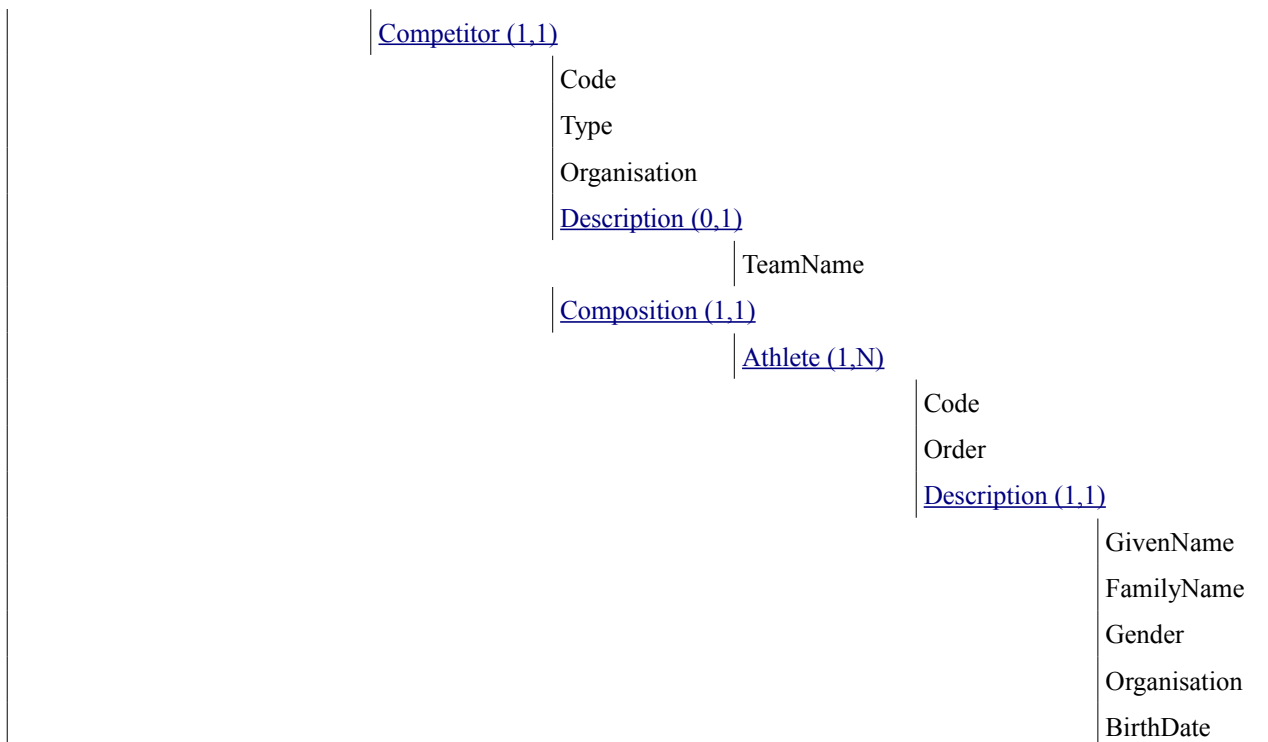 Competitor (1,1)
Code
Type
Organisation
Description (0,1)
TeamName
Composition (1,1)
Athlete (1,N)
Code
Order
Description (1,1)
GivenName
FamilyName
Gender
Organisation
BirthDate